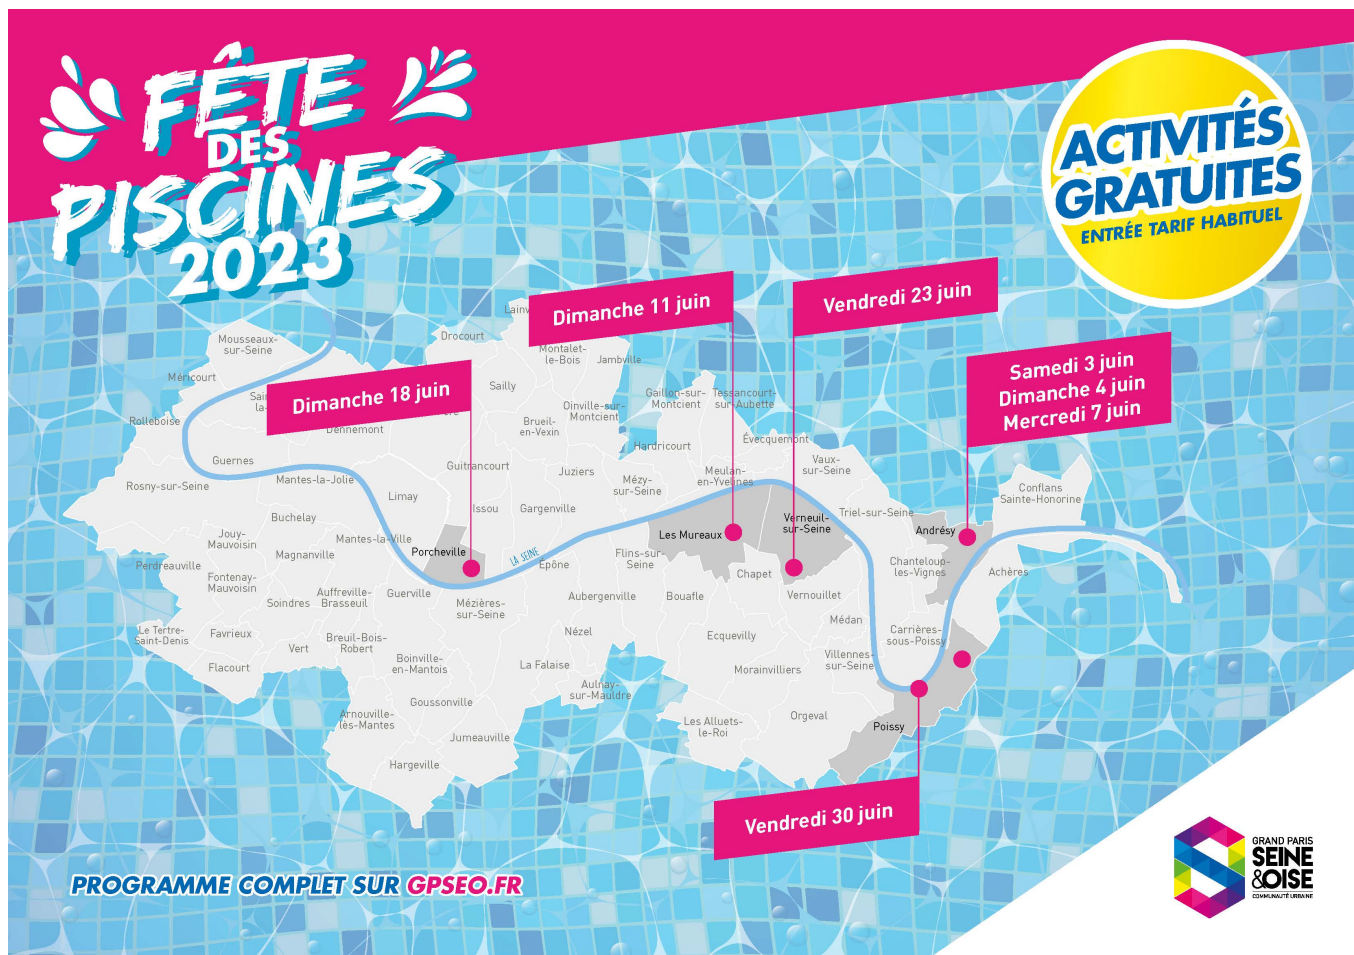 FÊTE
DES
PISCINES
2023
ACTIVITÉS
GRATUITES
ENTRÉE TARIF HABITUEL
Dimanche 11 juin
Vendredi 23 juin
Samedi 3 juin
Dimanche 4 juin
Mercredi 7 juin
Dimanche 18 juin
Vendredi 30 juin
Mousseaux-
sur-Seine
Drocourt
Montalet-
le-Bois
Jambville
Méricourt
Sailly
Gaillon-sur-
Montcient
Tessancourt-
sur-Aubette
Rolleboise
Dennemont
Brueil-
en-Vexin
Oinville-sur-
Montcient
Hardricourt
Évecquemont
Guernes
Guitrancourt
Juziers
Mézy-
sur-Seine
Meulan-
en-Yvelines
Vaux-
sur-Seine
Rosny-sur-Seine
Mantes-la-Jolie
Limay
Issou
Gargenville
Triel-sur-Seine
Conflans
Sainte-Honorine
Buchelay
Verneuil-
sur-Seine
Les Mureaux
Andrésy
Jouy-
Mauvoisin
Magnanville
Mantes-la-Ville
Porcheville
LA SEINE
Epône
Flins-sur-
Seine
Chapet
Chanteloup-
les-Vignes
Achères
Perdreauville
Fontenay-
Mauvoisin
Soindres
Auffreville-
Brasseuil
Guerville
Mézières-
sur-Seine
Aubergenville
Bouafle
Vernouillet
Médan
Carrières-
sous-Poissy
Le Tertre-
Saint-Denis
Favrieux
Vert
Breuil-Bois-
Robert
Nézel
Ecquevilly
Villennes-
sur-Seine
Flacourt
Boinville-
en-Mantois
La Falaise
Morainvilliers
Aulnay-
sur-Mauldre
Goussonville
Arnouville-
lès-Mantes
Les Alluets-
le-Roi
Orgeval
Poissy
Jumeauville
Hargeville
PROGRAMME COMPLET SUR GPSEO.FR
GRAND PARIS
SEINE
&OISE
COMMUNAUTÉ URBAINE